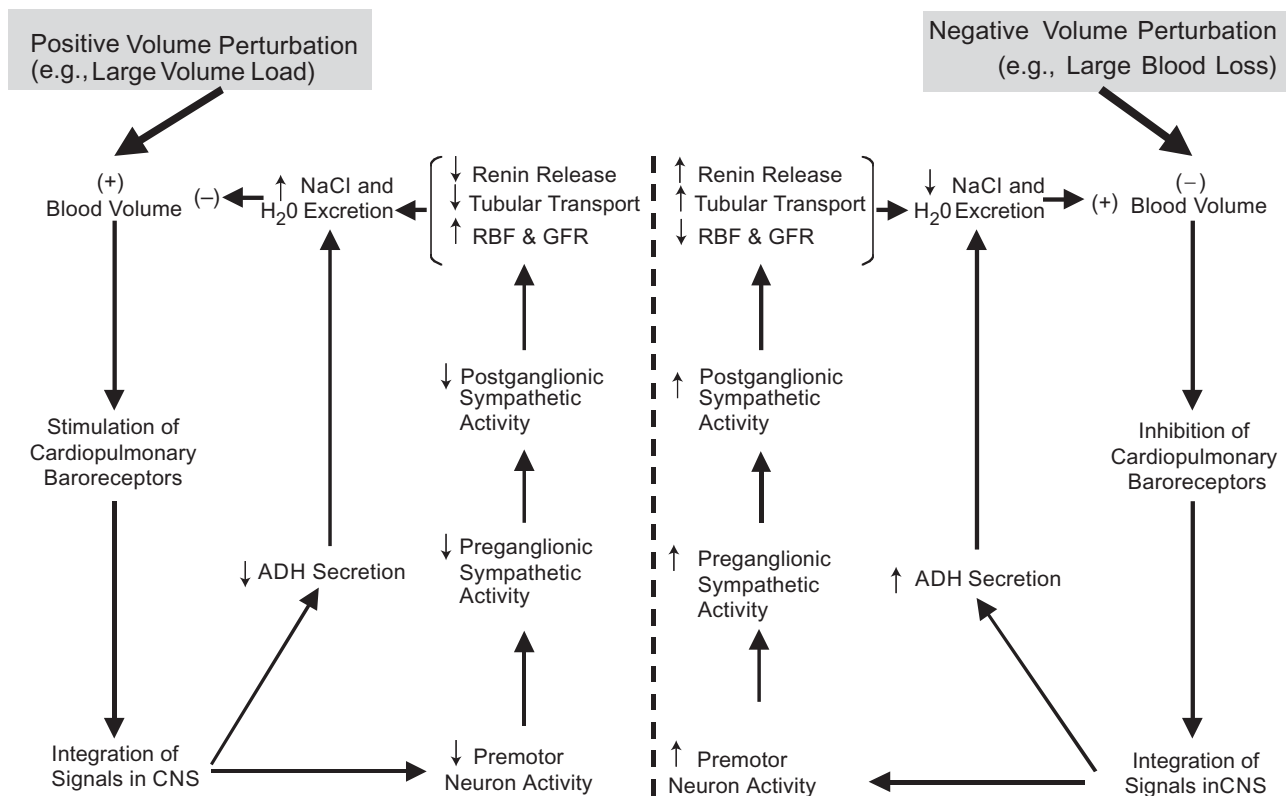 Positive Volume Perturbation
(e.g., Large Volume Load)
Negative Volume Perturbation
(e.g., Large Blood Loss)
(+)
Blood Volume
(–)
↑ NaCl and
H₂0 Excretion
↓ Renin Release
↓ Tubular Transport
↑ RBF & GFR
↑ Renin Release
↑ Tubular Transport
↓ RBF & GFR
↓ NaCl and
H₂0 Excretion
(+)
(–)
Blood Volume
Stimulation of
Cardiopulmonary
Baroreceptors
↓ Postganglionic
Sympathetic
Activity
↑ Postganglionic
Sympathetic
Activity
Inhibition of
Cardiopulmonary
Baroreceptors
↓ ADH Secretion
↓ Preganglionic
Sympathetic
Activity
↑ Preganglionic
Sympathetic
Activity
↑ ADH Secretion
Integration of
Signals in CNS
↓ Premotor
Neuron Activity
↑ Premotor
Neuron Activity
Integration of
Signals inCNS